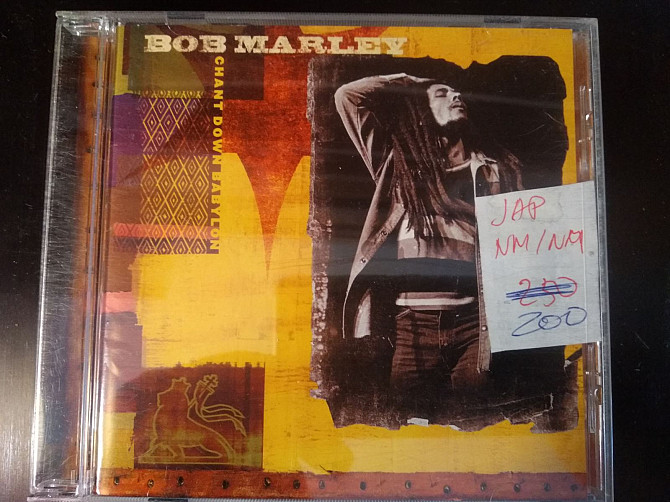 BOB MARLEY
CHANT DOWN BABYLON
JAP
NM/NM
250
200